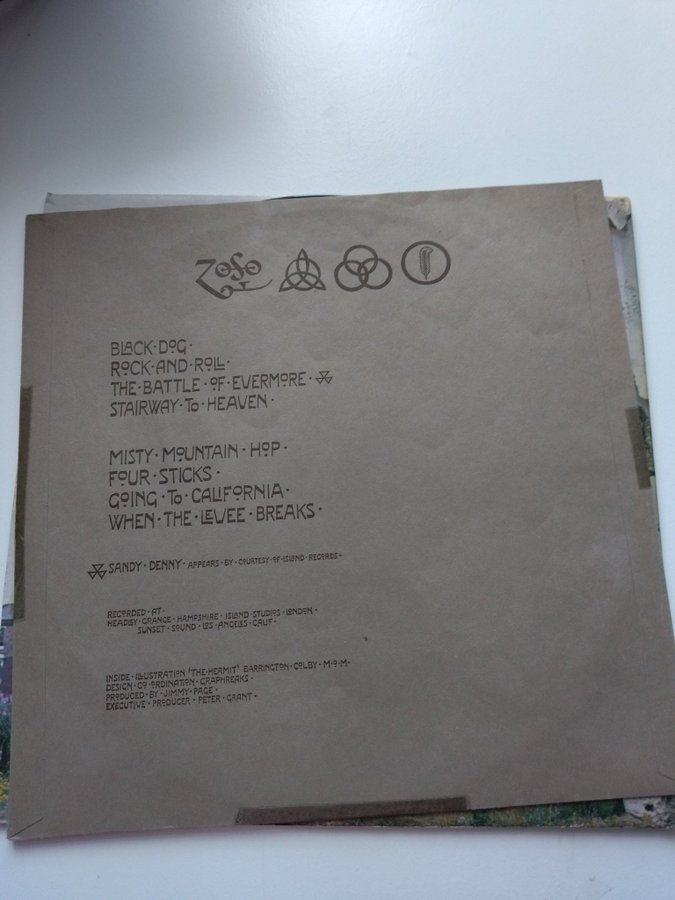 ZOSO
BLACK·DOG·
ROCK·AND·ROLL·
THE·BATTLE·OF·EVERMORE·
STAIRWAY·TO·HEAVEN·
MISTY·MOUNTAIN·HOP·
FOUR·STICKS·
GOING·TO·CALIFORNIA·
WHEN·THE·LEVEE·BREAKS·
SANDY·DENNY·APPEARS·BY·COURTESY·OF·ISLAND·RECORDS·
RECORDED·AT·
HEADLEY·GRANGE·HAMPSHIRE·ISLAND·STUDIOS·LONDON·
SUNSET·SOUND·LOS·ANGELES·CALIF·
INSIDE·ILLUSTRATION 'THE·HERMIT' BARRINGTON·COLBY·M·O·M·
DESIGN·CO·ORDINATION·GRAPHREAKS·
PRODUCED·BY·JIMMY·PAGE·
EXECUTIVE·PRODUCER·PETER·GRANT·